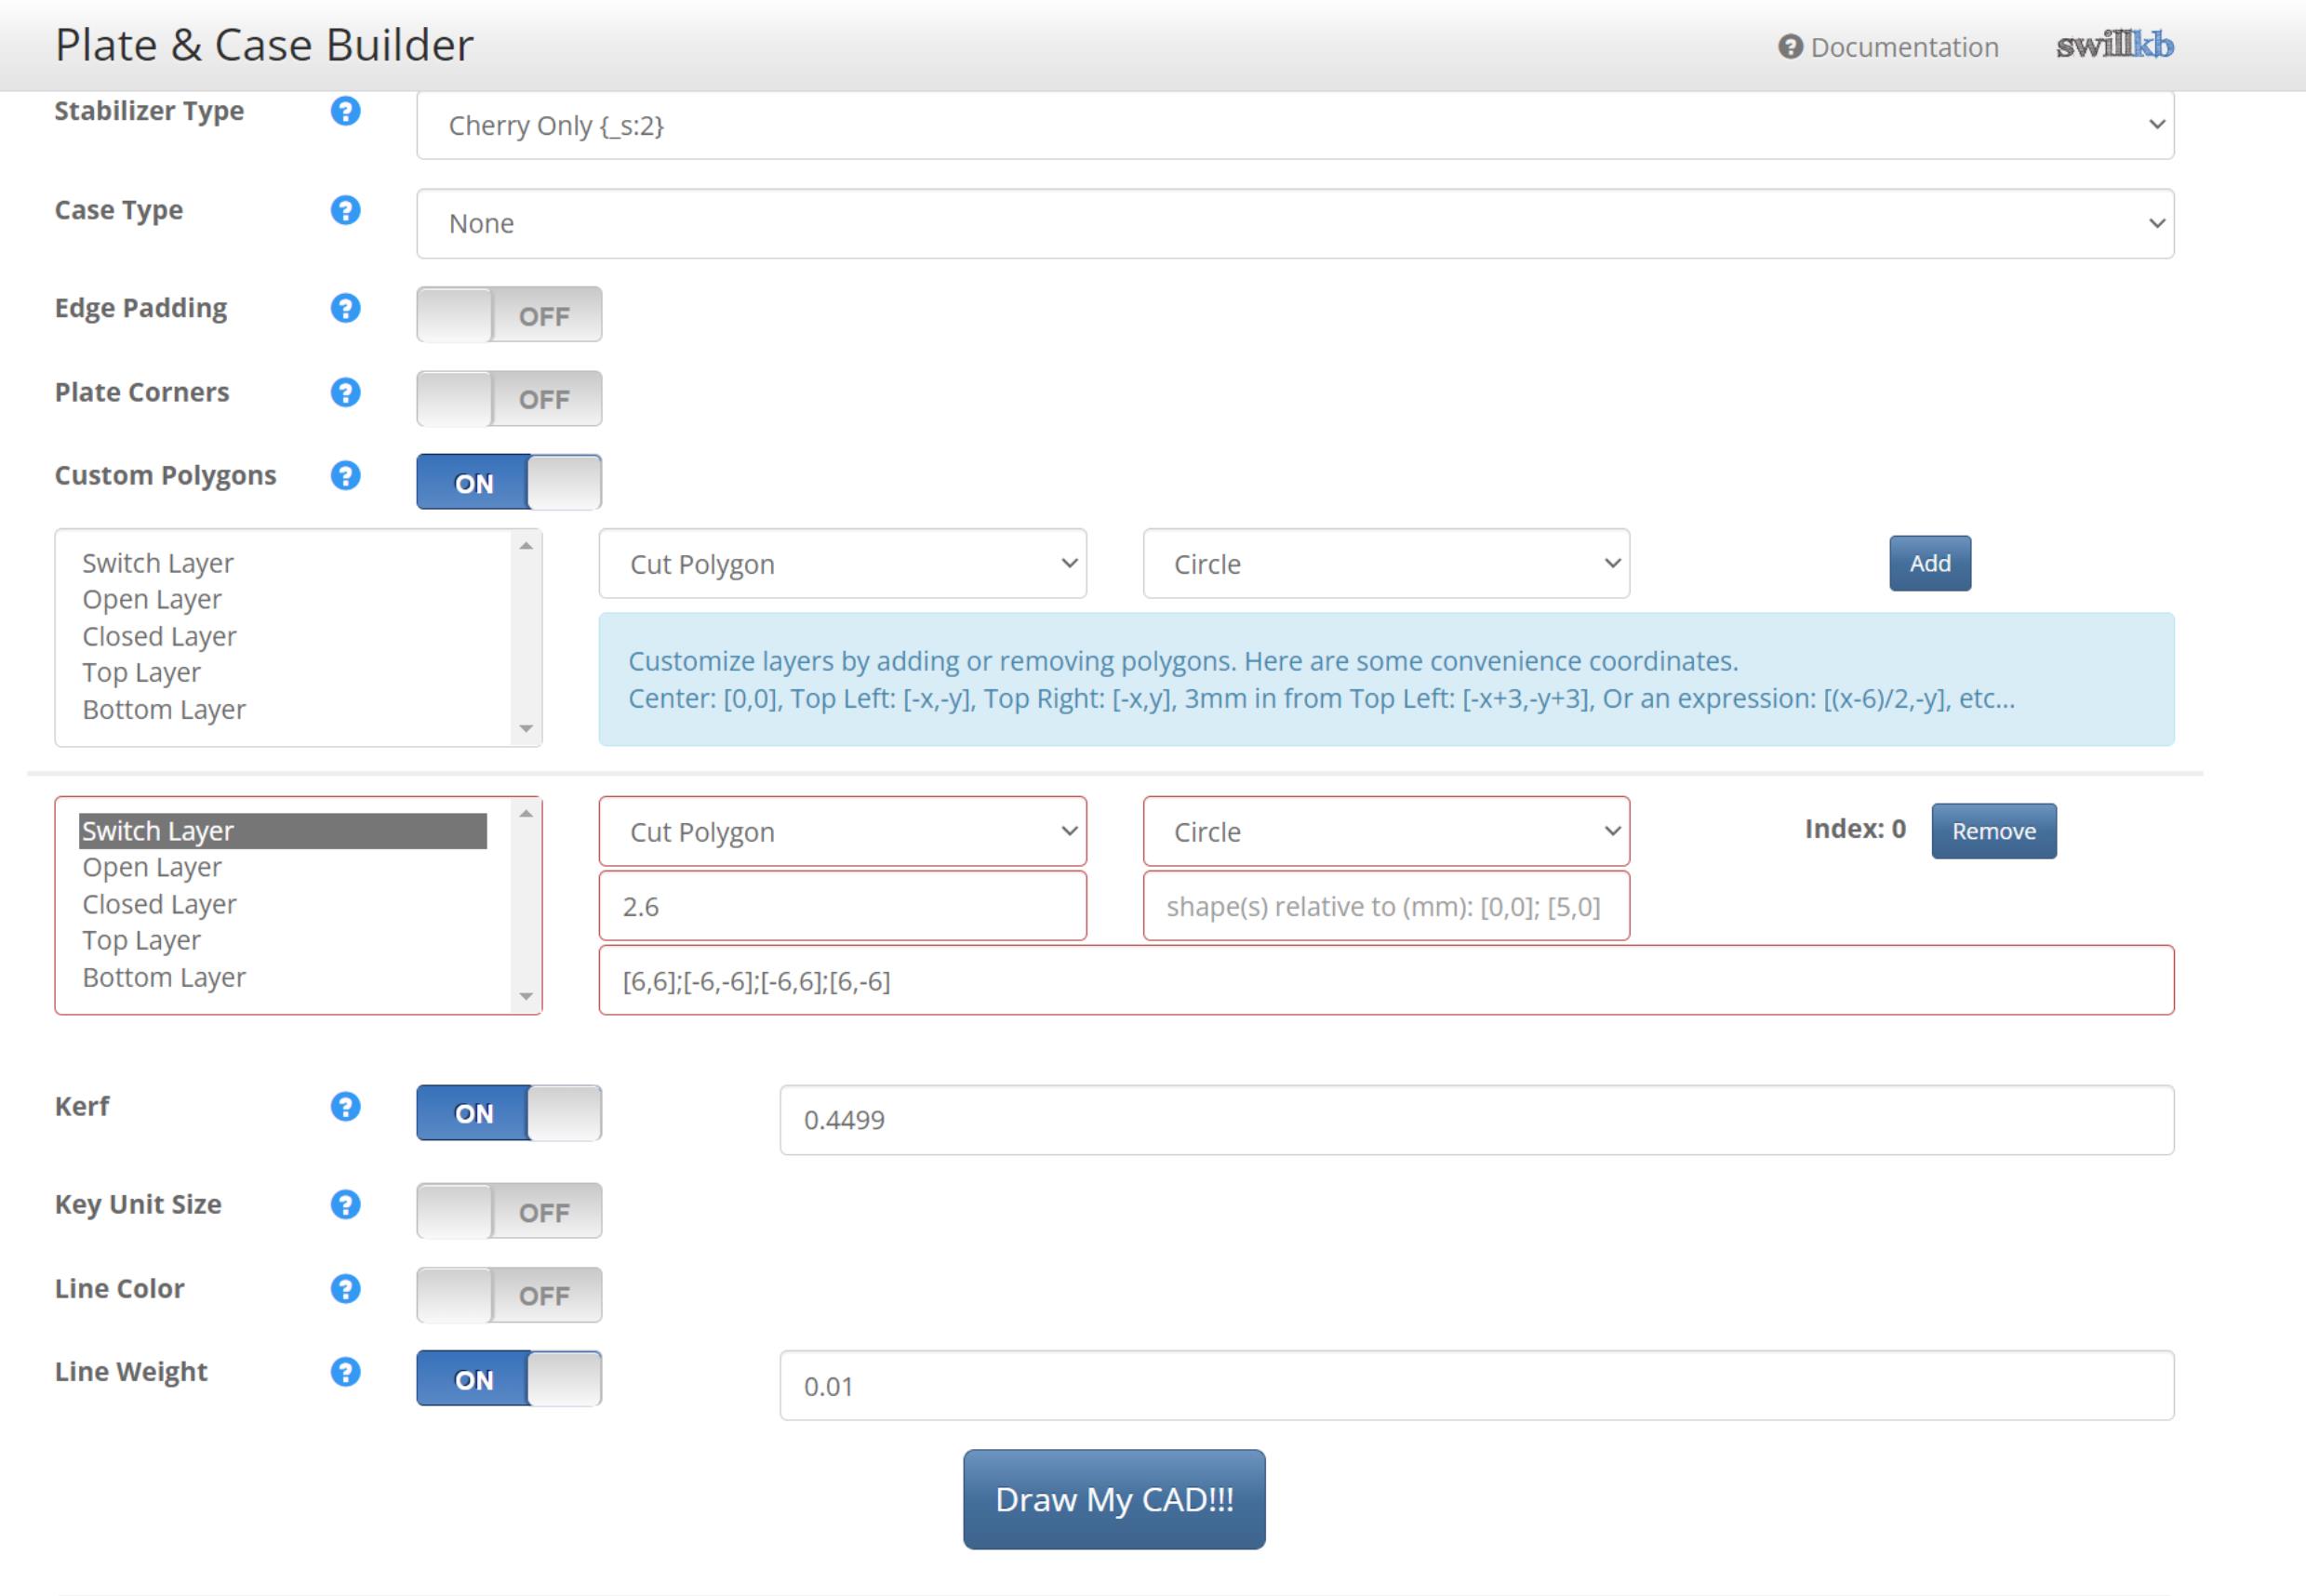 Plate & Case Builder
Documentation
swillkb
Stabilizer Type
Cherry Only {_s:2}
Case Type
None
Edge Padding
OFF
Plate Corners
OFF
Custom Polygons
ON
Switch Layer
Open Layer
Closed Layer
Top Layer
Bottom Layer
Cut Polygon
Circle
Add
Customize layers by adding or removing polygons. Here are some convenience coordinates.
Center: [0,0], Top Left: [-x,-y], Top Right: [-x,y], 3mm in from Top Left: [-x+3,-y+3], Or an expression: [(x-6)/2,-y], etc...
Switch Layer
Open Layer
Closed Layer
Top Layer
Bottom Layer
Cut Polygon
Circle
Index: 0
Remove
2.6
shape(s) relative to (mm): [0,0]; [5,0]
[6,6];[-6,-6];[-6,6];[6,-6]
Kerf
ON
0.4499
Key Unit Size
OFF
Line Color
OFF
Line Weight
ON
0.01
Draw My CAD!!!